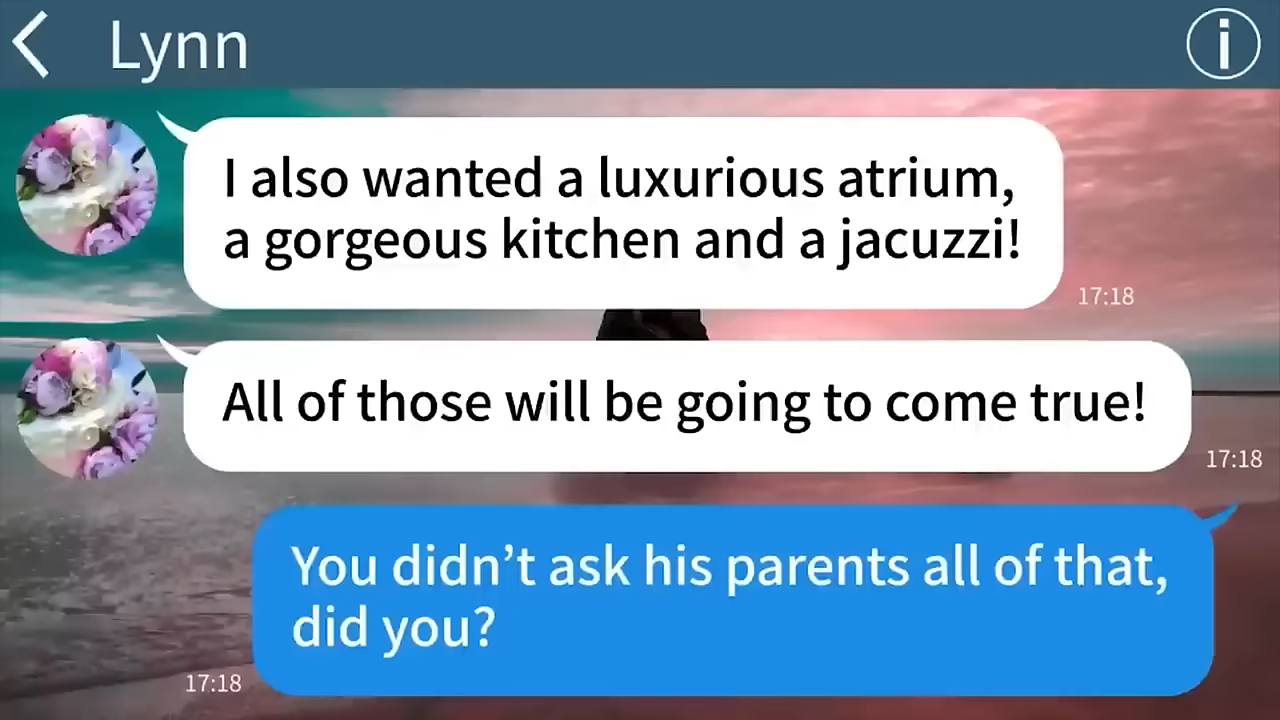 Lynn
I also wanted a luxurious atrium,
a gorgeous kitchen and a jacuzzi!
17:18
All of those will be going to come true!
17:18
You didn’t ask his parents all of that,
did you?
17:18